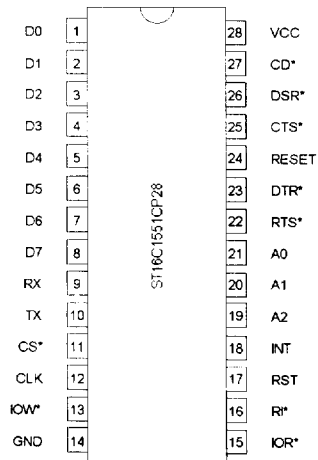 D0 1 28 VCC
D1 2 27 CD*
D2 3 26 DSR*
D3 4 25 CTS*
D4 5 24 RESET
D5 6 23 DTR*
D6 7 22 RTS*
D7 8 21 A0
RX 9 20 A1
TX 10 19 A2
CS* 11 18 INT
CLK 12 17 RST
IOW* 13 16 RI*
GND 14 15 IOR*
ST16C1551CP28